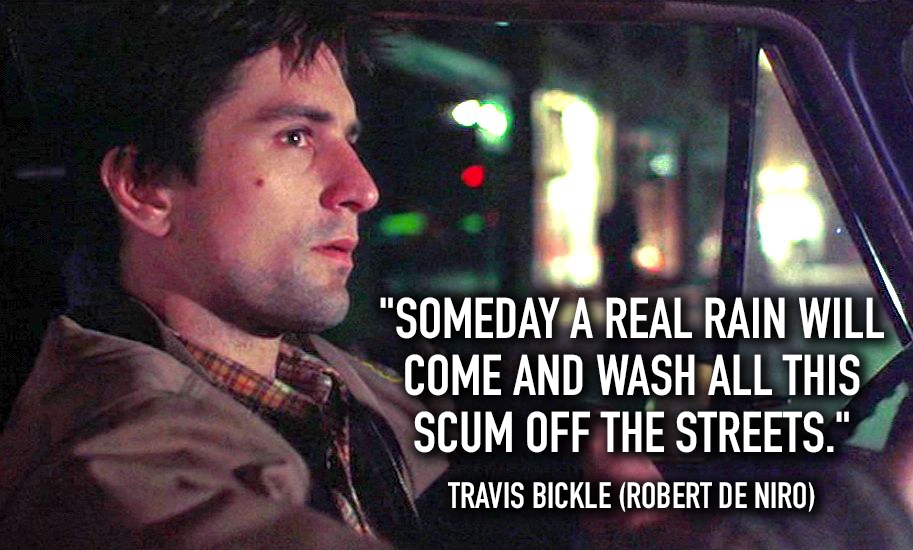 "SOMEDAY A REAL RAIN WILL
COME AND WASH ALL THIS
SCUM OFF THE STREETS."
TRAVIS BICKLE (ROBERT DE NIRO)